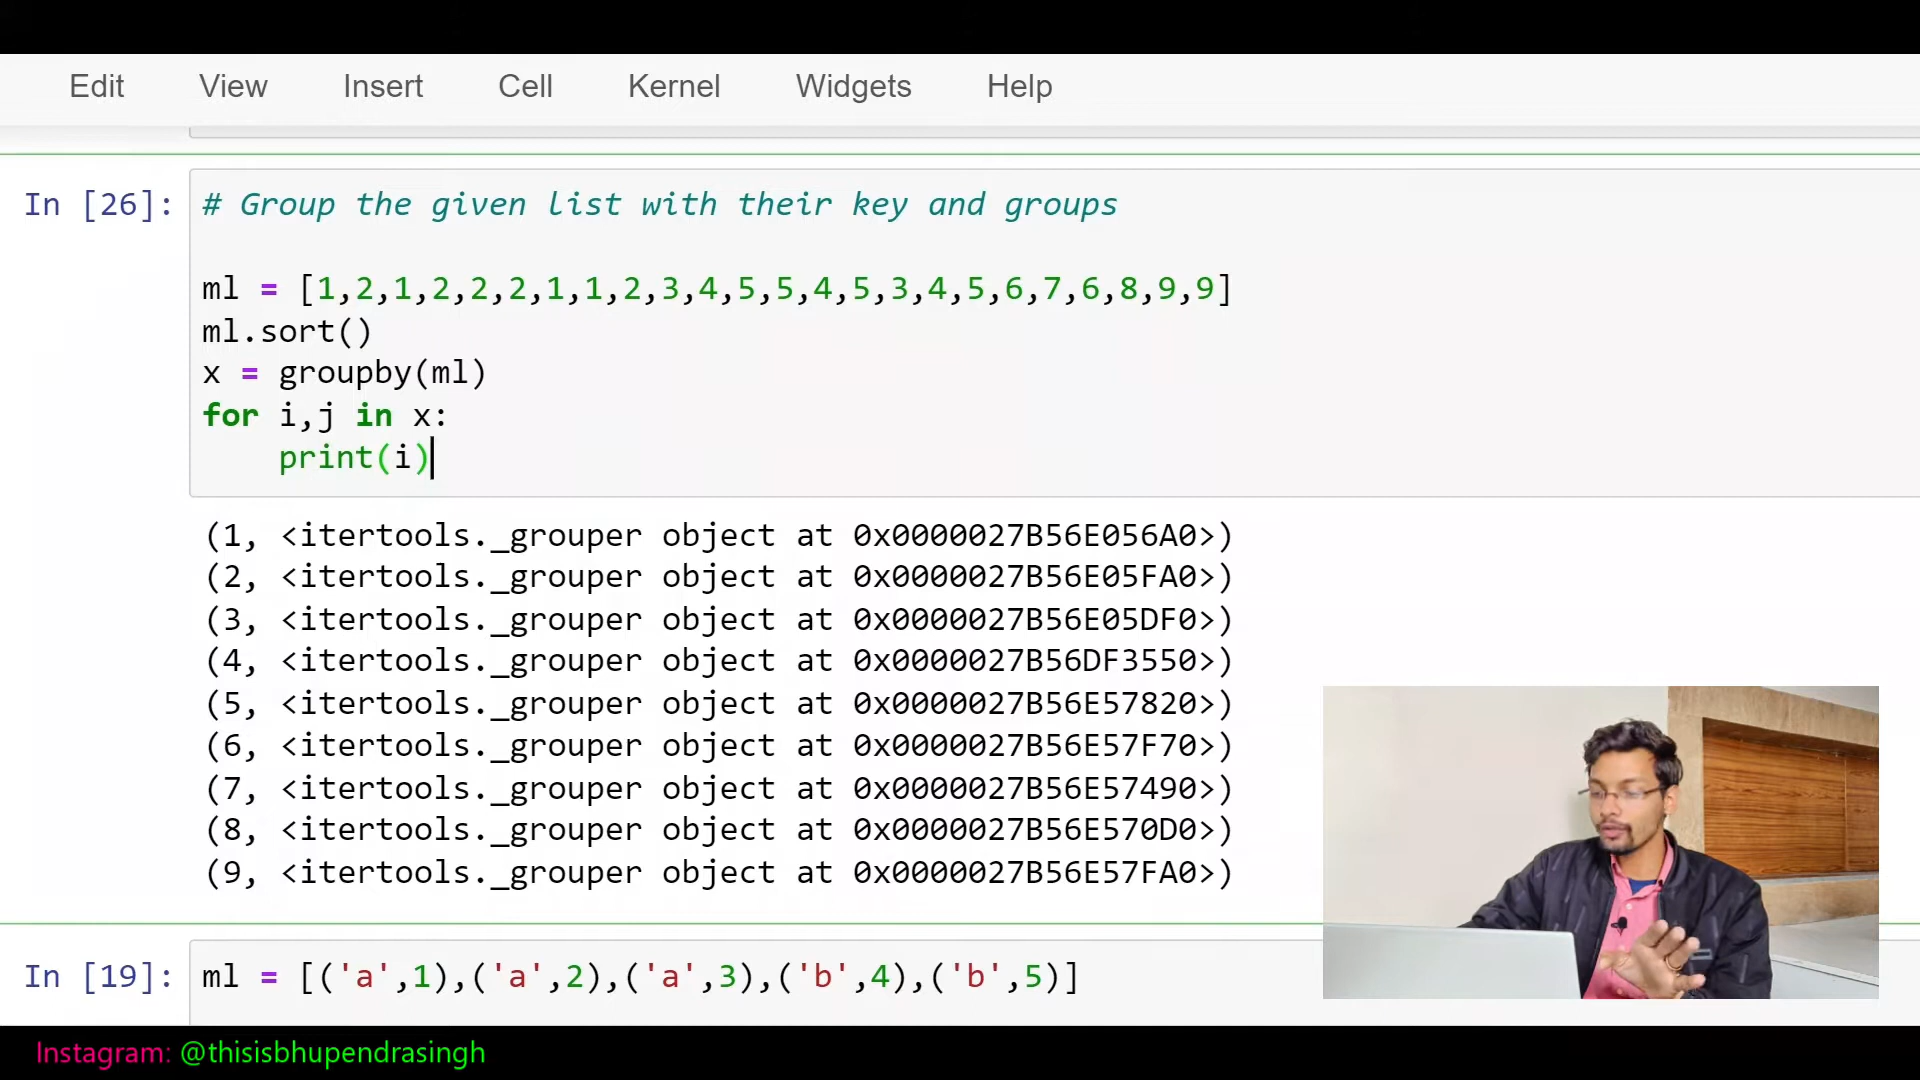 Edit View Insert Cell Kernel Widgets Help
In [26]: # Group the given list with their key and groups
ml = [1,2,1,2,2,2,1,1,2,3,4,5,5,4,5,3,4,5,6,7,6,8,9,9]
ml.sort()
x = groupby(ml)
for i,j in x:
    print(i)
(1, <itertools._grouper object at 0x0000027B56E056A0>)
(2, <itertools._grouper object at 0x0000027B56E05FA0>)
(3, <itertools._grouper object at 0x0000027B56E05DF0>)
(4, <itertools._grouper object at 0x0000027B56DF3550>)
(5, <itertools._grouper object at 0x0000027B56E57820>)
(6, <itertools._grouper object at 0x0000027B56E57F70>)
(7, <itertools._grouper object at 0x0000027B56E57490>)
(8, <itertools._grouper object at 0x0000027B56E570D0>)
(9, <itertools._grouper object at 0x0000027B56E57FA0>)
In [19]: ml = [('a',1),('a',2),('a',3),('b',4),('b',5)]
Instagram: @thisisbhupendrasingh